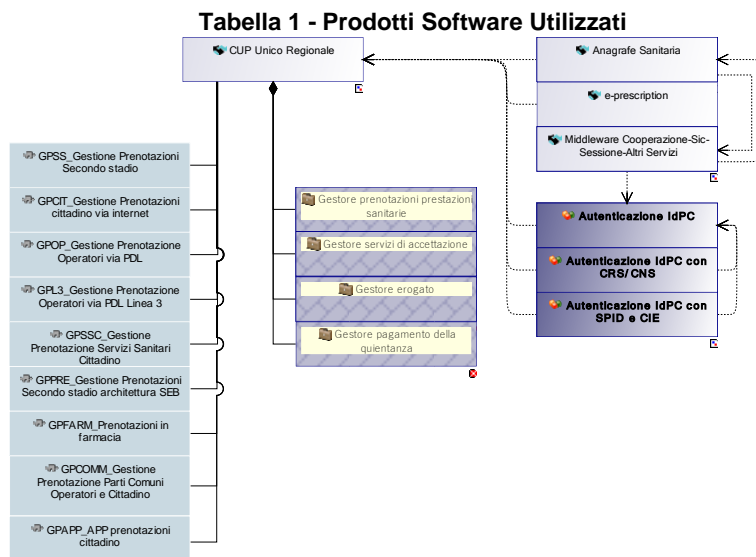 Tabella 1 - Prodotti Software Utilizzati
CUP Unico Regionale
Anagrafe Sanitaria
e-prescription
Middleware Cooperazione-Sic-
Sessione-Altri Servizi
GPSS_Gestione Prenotazioni
Secondo stadio
GPCIT_Gestione Prenotazioni
cittadino via internet
GPOP_Gestione Prenotazione
Operatori via PDL
GPL3_Gestione Prenotazione
Operatori via PDL Linea 3
GPSSC_Gestione
Prenotazione Servizi Sanitari
Cittadino
GPPRE_Gestione Prenotazioni
Secondo stadio architettura SEB
GPFARM_Prenotazioni in
farmacia
GPCOMM_Gestione
Prenotazione Parti Comuni
Operatori e Cittadino
GPAPP_APP prenotazioni
cittadino
Gestore prenotazioni prestazioni
sanitarie
Gestore servizi di accettazione
Gestore erogato
Gestore pagamento della
quientanza
Autenticazione IdPC
Autenticazione IdPC con
CRS/CNS
Autenticazione IdPC con
SPID e CIE